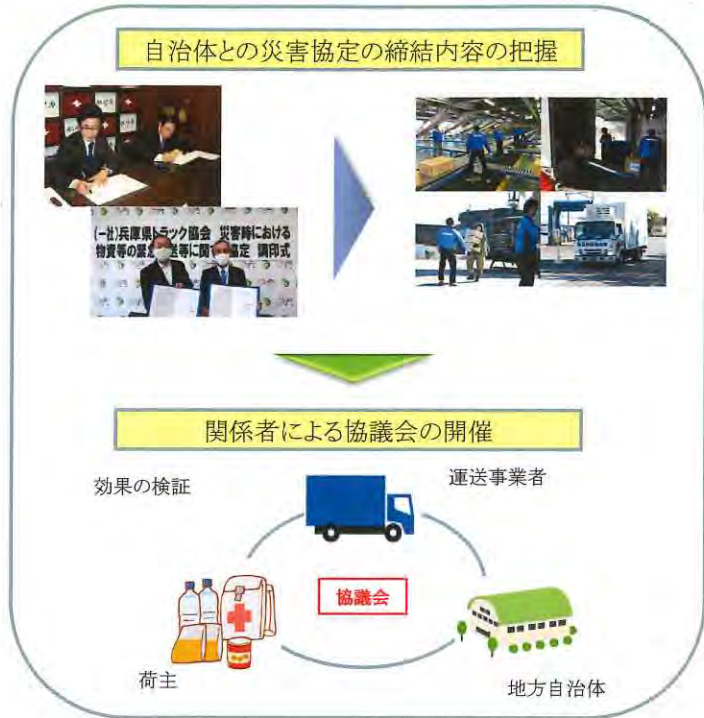 自治体との災害協定の締結内容の把握
(一社)兵庫県トラック協会 災害時における
物資等の緊 送等に関 協定 調印式
関係者による協議会の開催
効果の検証
運送事業者
協議会
荷主
地方自治体